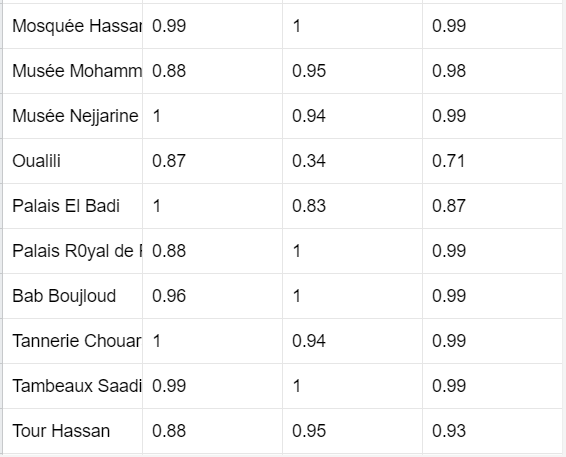 Mosquée Hassan 0.99 1 0.99
Musée Mohamm 0.88 0.95 0.98
Musée Nejjarine 1 0.94 0.99
Oualili 0.87 0.34 0.71
Palais El Badi 1 0.83 0.87
Palais R0yal de 0.88 1 0.99
Bab Boujloud 0.96 1 0.99
Tannerie Chouar 1 0.94 0.99
Tambeaux Saadi 0.99 1 0.99
Tour Hassan 0.88 0.95 0.93